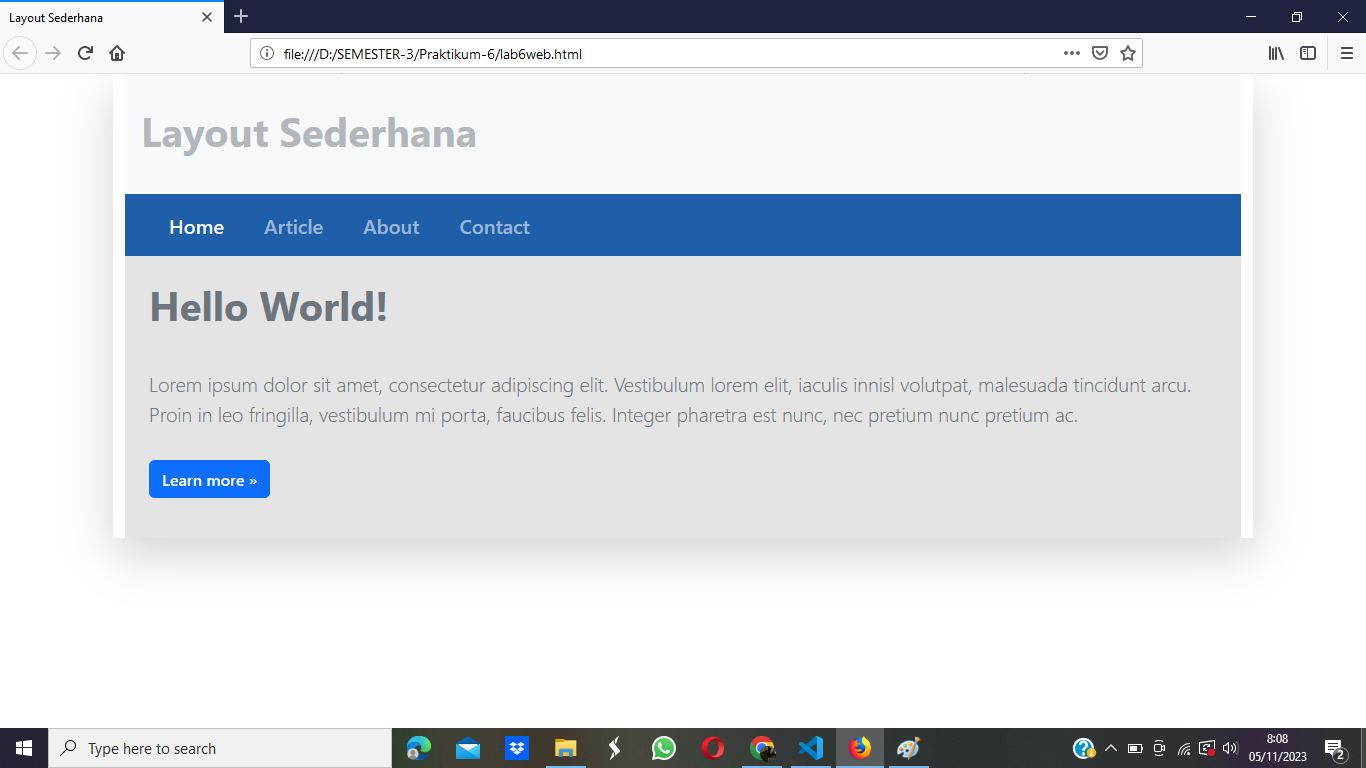 Layout Sederhana
file:///D:/SEMESTER-3/Praktikum-6/lab6web.html
Layout Sederhana
Home Article About Contact
Hello World!
Lorem ipsum dolor sit amet, consectetur adipiscing elit. Vestibulum lorem elit, iaculis innisl volutpat, malesuada tincidunt arcu.
Proin in leo fringilla, vestibulum mi porta, faucibus felis. Integer pharetra est nunc, nec pretium nunc pretium ac.
Learn more »
Type here to search
8:08
05/11/2023
2